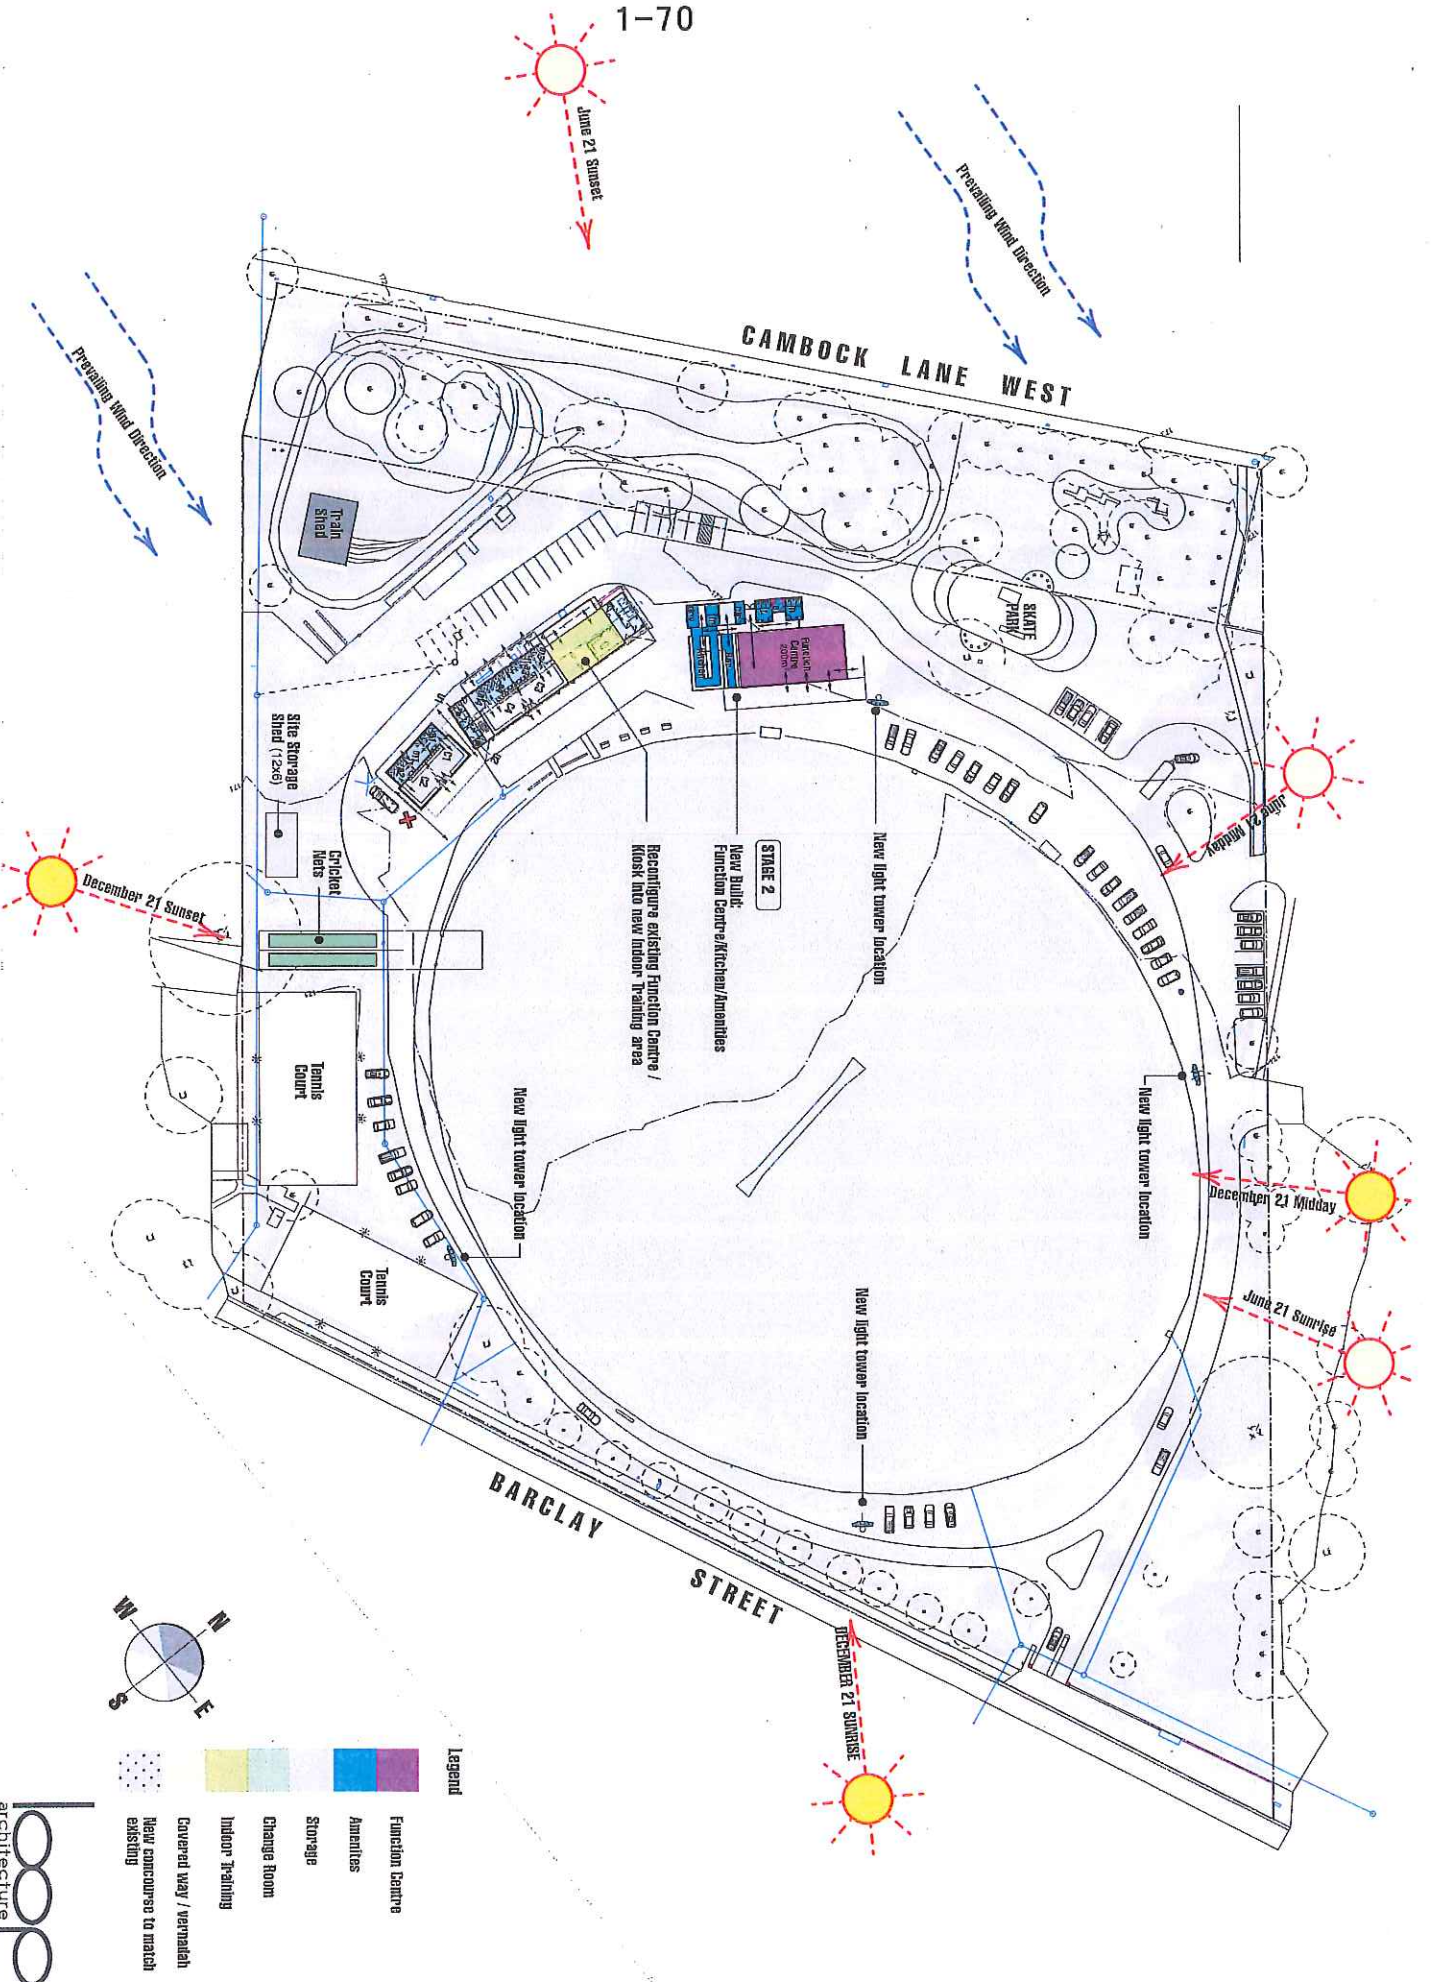 1-70
June 21 Sunset
Prevailing Wind Direction
Prevailing Wind Direction
CAMBOCK LANE WEST
Train
Shed
SKATE
PARK
Function
Centre
200m²
June 21 Midday
Site Storage
Shed (12x6)
Cricket
Nets
December 21 Sunset
STAGE 2
New Build:
Function Centre/Kitchen/Amenities
Reconfigure existing Function Centre /
Kiosk into new Indoor Training area
New light tower location
New light tower location
New light tower location
New light tower location
Tennis
Court
Tennis
Court
December 21 Midday
June 21 Sunrise
BARCLAY STREET
DECEMBER 21 SUNRISE
N
E
S
W
Legend
Function Centre
Amenites
Storage
Change Room
Indoor Training
Covered way / vernadah
New concourse to match
existing
loop
architecture